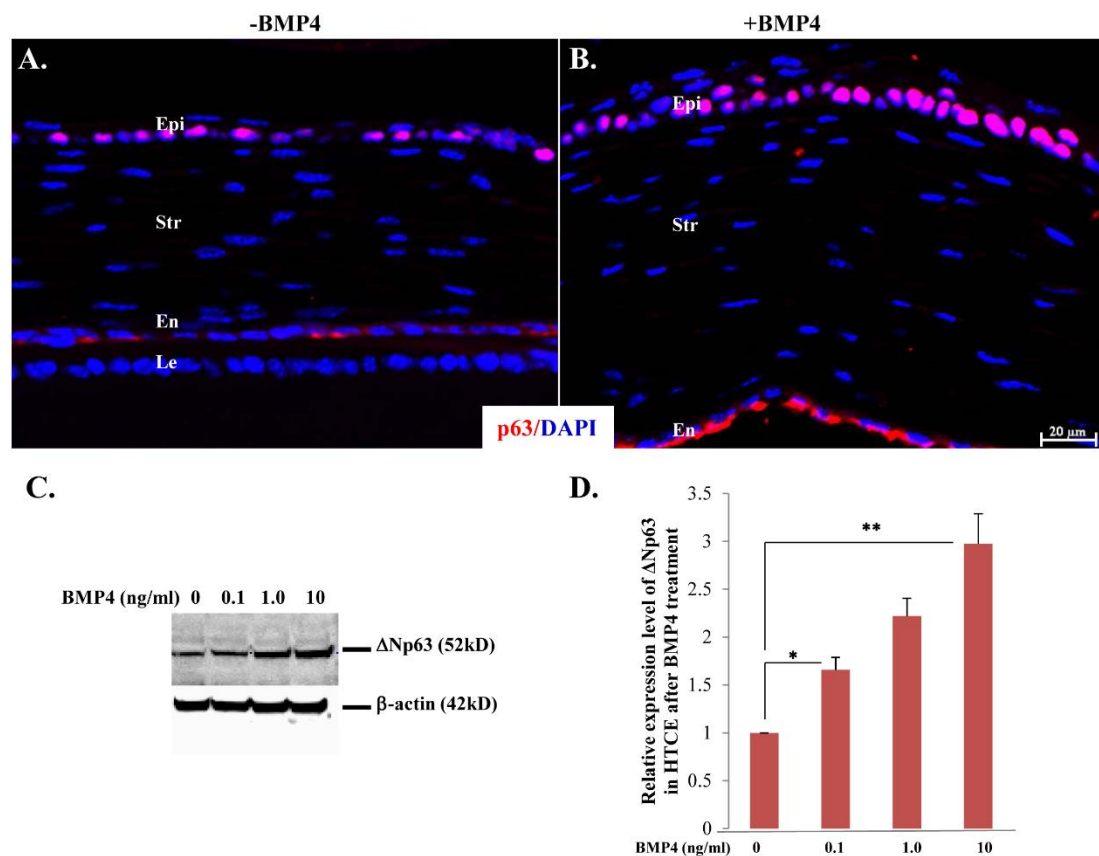 -BMP4
+BMP4
A.
B.
Epi
Epi
Str
Str
En
Le
En
p63/DAPI
20 µm
C.
D.
BMP4 (ng/ml) 0 0.1 1.0 10
ΔNp63 (52kD)
β-actin (42kD)
Relative expression level of ΔNp63
in HTCE after BMP4 treatment
3.5
3
2.5
2
1.5
1
0.5
0
**
*
BMP4 (ng/ml) 0 0.1 1.0 10